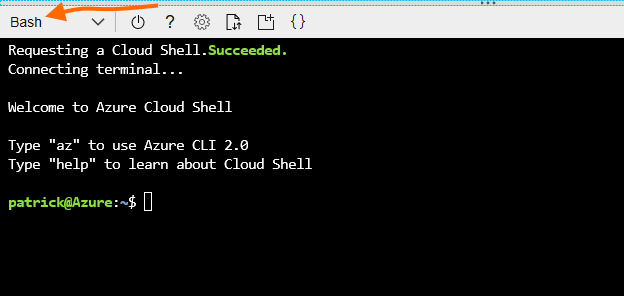 Bash
Requesting a Cloud Shell.Succeeded.
Connecting terminal...
Welcome to Azure Cloud Shell
Type "az" to use Azure CLI 2.0
Type "help" to learn about Cloud Shell
patrick@Azure:~$